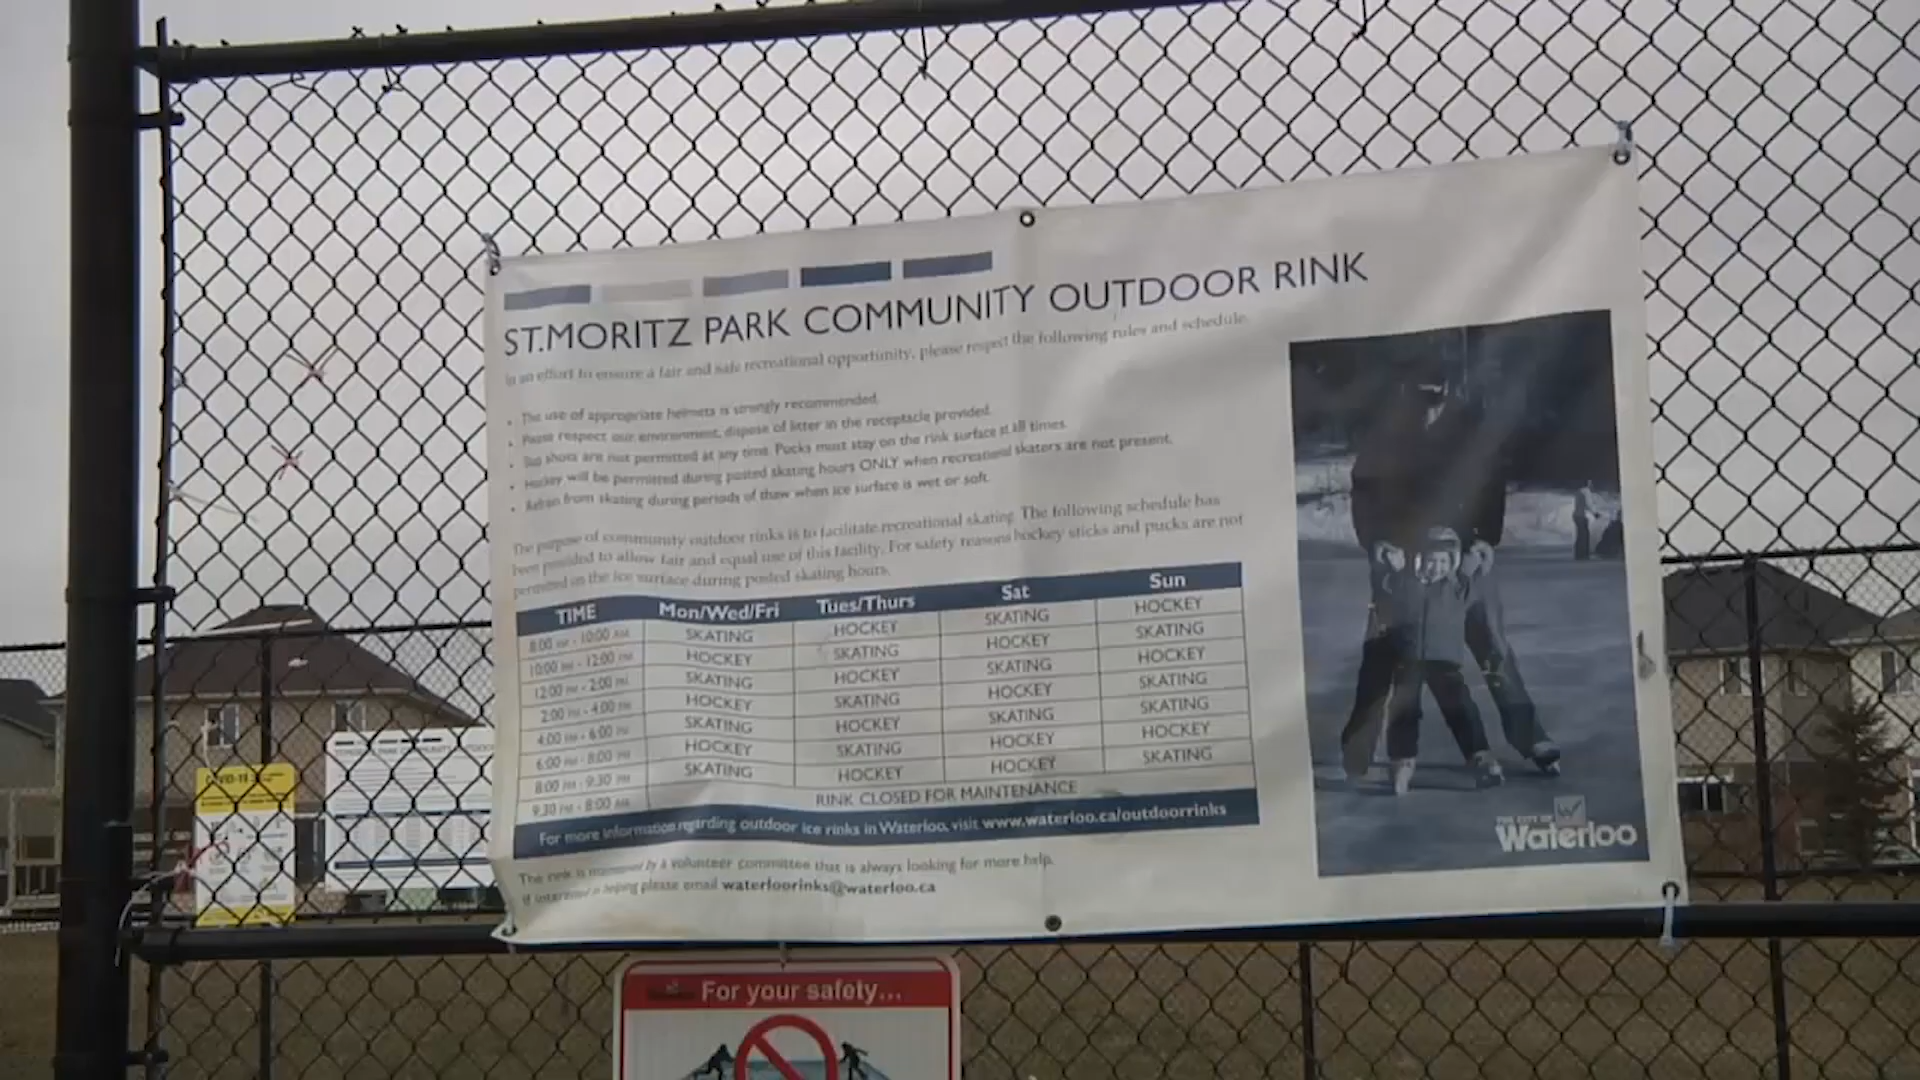 ST.MORITZ PARK COMMUNITY OUTDOOR RINK
In an effort to ensure a fair and safe recreational opportunity, please respect the following rules and schedule.
• The use of appropriate helmets is strongly recommended.
• Please respect our environment, dispose of litter in the receptacle provided.
• Slap shots are not permitted at any time. Pucks must stay on the rink surface at all times.
• Hockey will be permitted during posted skating hours ONLY when recreational skaters are not present.
• Refrain from skating during periods of thaw when ice surface is wet or soft.
The purpose of community outdoor rinks is to facilitate recreational skating. The following schedule has
been provided to allow fair and equal use of this facility. For safety reasons hockey sticks and pucks are not
permitted on the ice surface during posted skating hours.
TIME Mon/Wed/Fri Tues/Thurs Sat Sun
8:00 AM - 10:00 AM SKATING HOCKEY SKATING HOCKEY
10:00 AM - 12:00 PM HOCKEY SKATING HOCKEY SKATING
12:00 PM - 2:00 PM SKATING HOCKEY SKATING HOCKEY
2:00 PM - 4:00 PM HOCKEY SKATING HOCKEY SKATING
4:00 PM - 6:00 PM SKATING HOCKEY SKATING SKATING
6:00 PM - 8:00 PM HOCKEY SKATING HOCKEY HOCKEY
8:00 PM - 9:30 PM SKATING HOCKEY HOCKEY SKATING
9:30 PM - 8:00 AM RINK CLOSED FOR MAINTENANCE
For more information regarding outdoor ice rinks in Waterloo, visit www.waterloo.ca/outdoorrinks
The rink is maintained by a volunteer committee that is always looking for more help.
If interested in helping please email waterloorinks@waterloo.ca
THE CITY OF
Waterloo
COVID-19
For your safety...